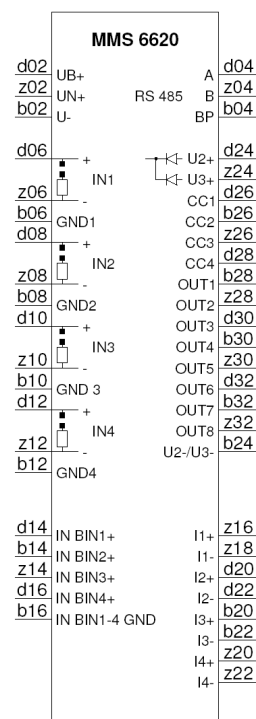 MMS 6620
d02 UB+
z02 UN+
b02 U-
d06 +
IN1
z06 -
b06 GND1
d08 +
IN2
z08 -
b08 GND2
d10 +
IN3
z10 -
b10 GND 3
d12 +
IN4
z12 -
b12 GND4
d14 IN BIN1+
b14 IN BIN2+
z14 IN BIN3+
d16 IN BIN4+
b16 IN BIN1-4 GND
A d04
RS 485 B z04
BP b04
U2+ d24
U3+ z24
CC1 d26
CC2 b26
CC3 z26
CC4 d28
OUT1 b28
OUT2 z28
OUT3 d30
OUT4 b30
OUT5 z30
OUT6 d32
OUT7 b32
OUT8 z32
U2-/U3- b24
I1+ z16
I1- z18
I2+ d20
I2- d22
I3+ b20
I3- b22
I4+ z20
I4- z22